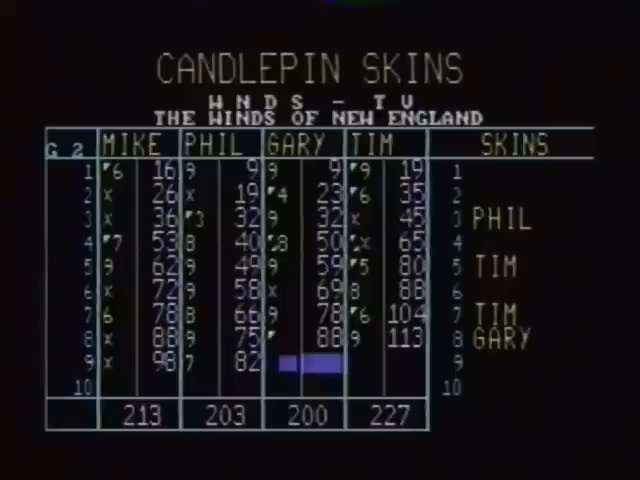 CANDLEPIN SKINS
WNDS - TV
THE WINDS OF NEW ENGLAND
G 2 MIKE PHIL GARY TIM SKINS
1 ◤6 16 9 9 9 9 ◤9 19 1
2 x 26 x 19 ◤4 23 ◤6 35 2
3 x 36 ◤3 32 9 32 x 45 3 PHIL
4 ◤7 53 8 40 ◤8 50 ◤x 65 4
5 9 62 9 49 9 59 ◤5 80 5 TIM
6 x 72 9 58 x 69 8 88 6
7 6 78 8 66 9 78 ◤6 104 7 TIM
8 x 88 9 75 ◤ 88 9 113 8 GARY
9 x 98 7 82 9
10 10
213 203 200 227